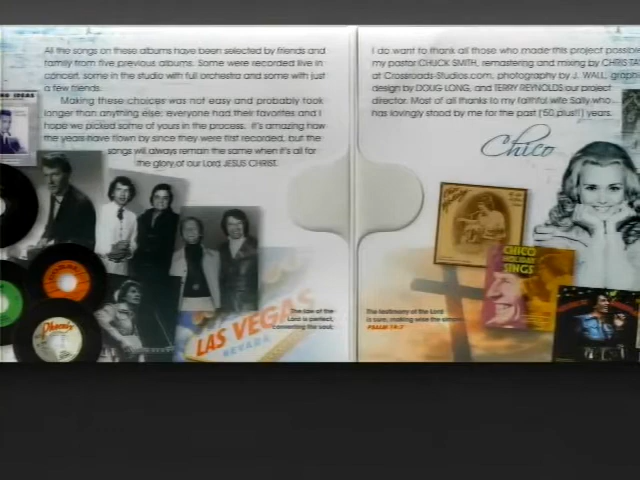 All the songs on these albums have been selected by friends and
family from five previous albums. Some were recorded live in
concert, some in the studio with full orchestra and some with just
a few friends.
Making these choices was not easy and probably took
longer than anything else; everyone had their favorites and I
hope we picked some of yours in the process. It's amazing how
the years have flown by since they were first recorded, but the
songs will always remain the same when it's all for
the glory of our Lord JESUS CHRIST.
LAS VEGAS
NEVADA
The law of the
Lord is perfect,
converting the soul;
I do want to thank all those who made this project possible
my pastor CHUCK SMITH, remastering and mixing by CHRIS
at Crossroads-Studios.com, photography by J. WALL, graph
design by DOUG LONG, and TERRY REYNOLDS our project
director. Most of all thanks to my faithful wife Sally who
has lovingly stood by me for the past ('50 plus!!) years.
Chico
CHICO
HOLIDAY
SINGS
The testimony of the Lord
is sure, making wise the simple.
PSALM 19:7
Phoenix